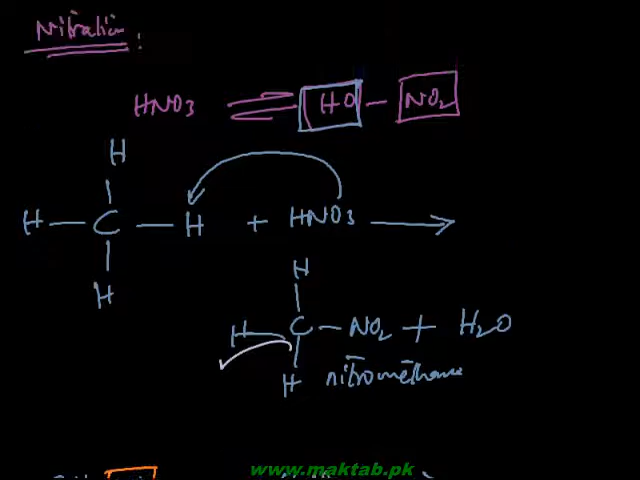 Nitration :
HNO3 ⇌ HO — NO2
H
H — C — H + HNO3 →
H
H
H — C — NO2 + H2O
H nitromethane
www.maktab.pk